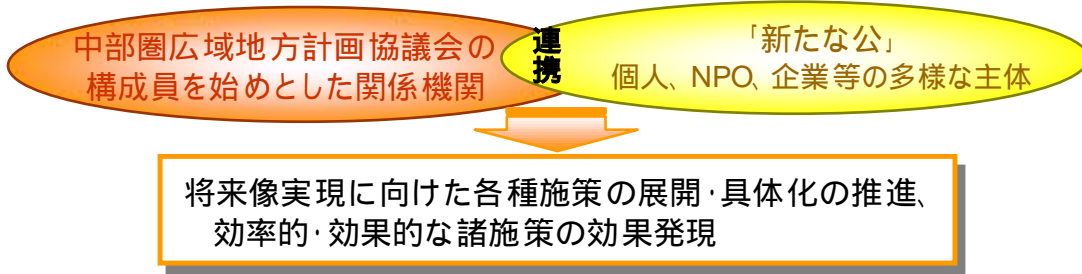 中部圏広域地方計画協議会の
構成員を始めとした関係機関
連携
「新たな公」
個人、NPO、企業等の多様な主体
将来像実現に向けた各種施策の展開・具体化の推進、
効率的・効果的な諸施策の効果発現